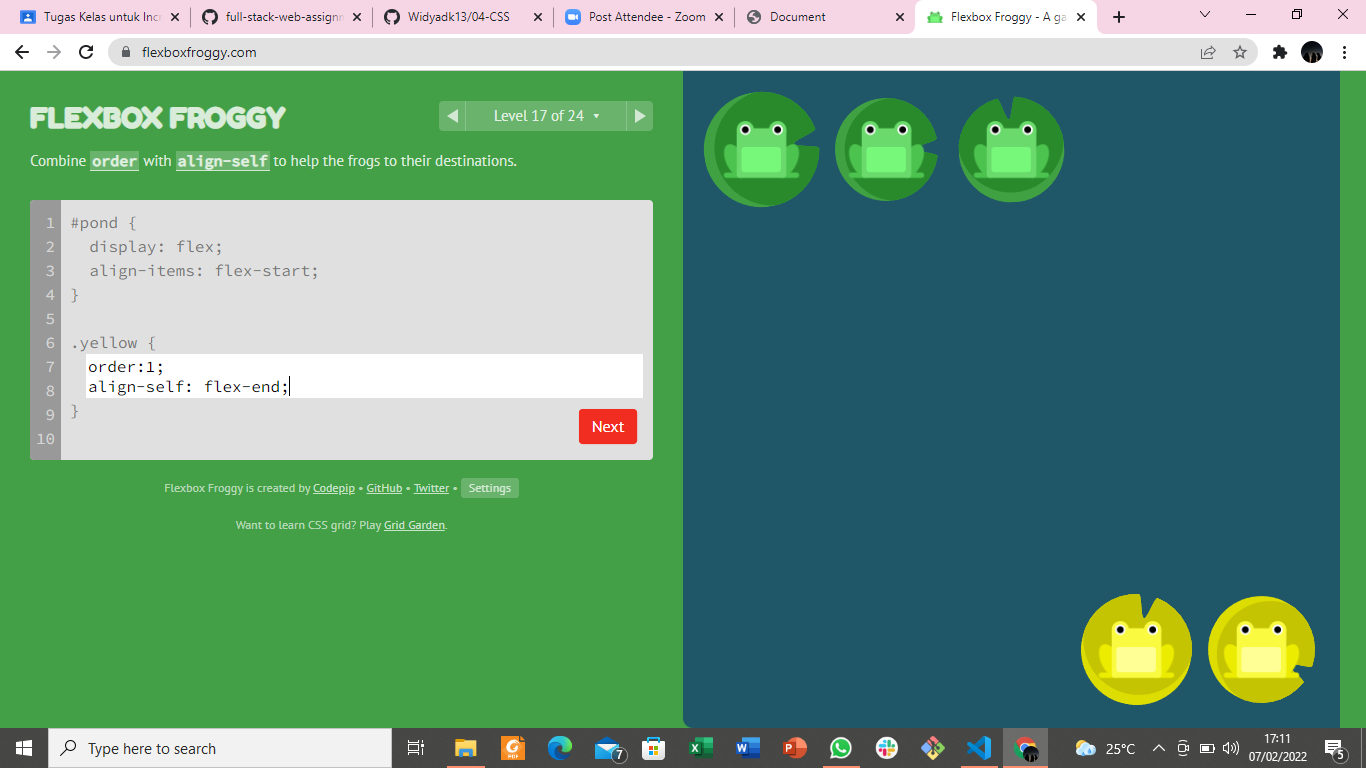 Tugas Kelas untuk Incr
full-stack-web-assignm
Widyadk13/04-CSS
Post Attendee - Zoom
Document
Flexbox Froggy - A ga
flexboxfroggy.com
FLEXBOX FROGGY
Level 17 of 24
Combine order with align-self to help the frogs to their destinations.
1 #pond {
2 display: flex;
3 align-items: flex-start;
4 }
5
6 .yellow {
7 order:1;
8 align-self: flex-end;
9 }
10
Next
Flexbox Froggy is created by Codepip • GitHub • Twitter • Settings
Want to learn CSS grid? Play Grid Garden.
Type here to search
7
25°C
17:11
07/02/2022
5